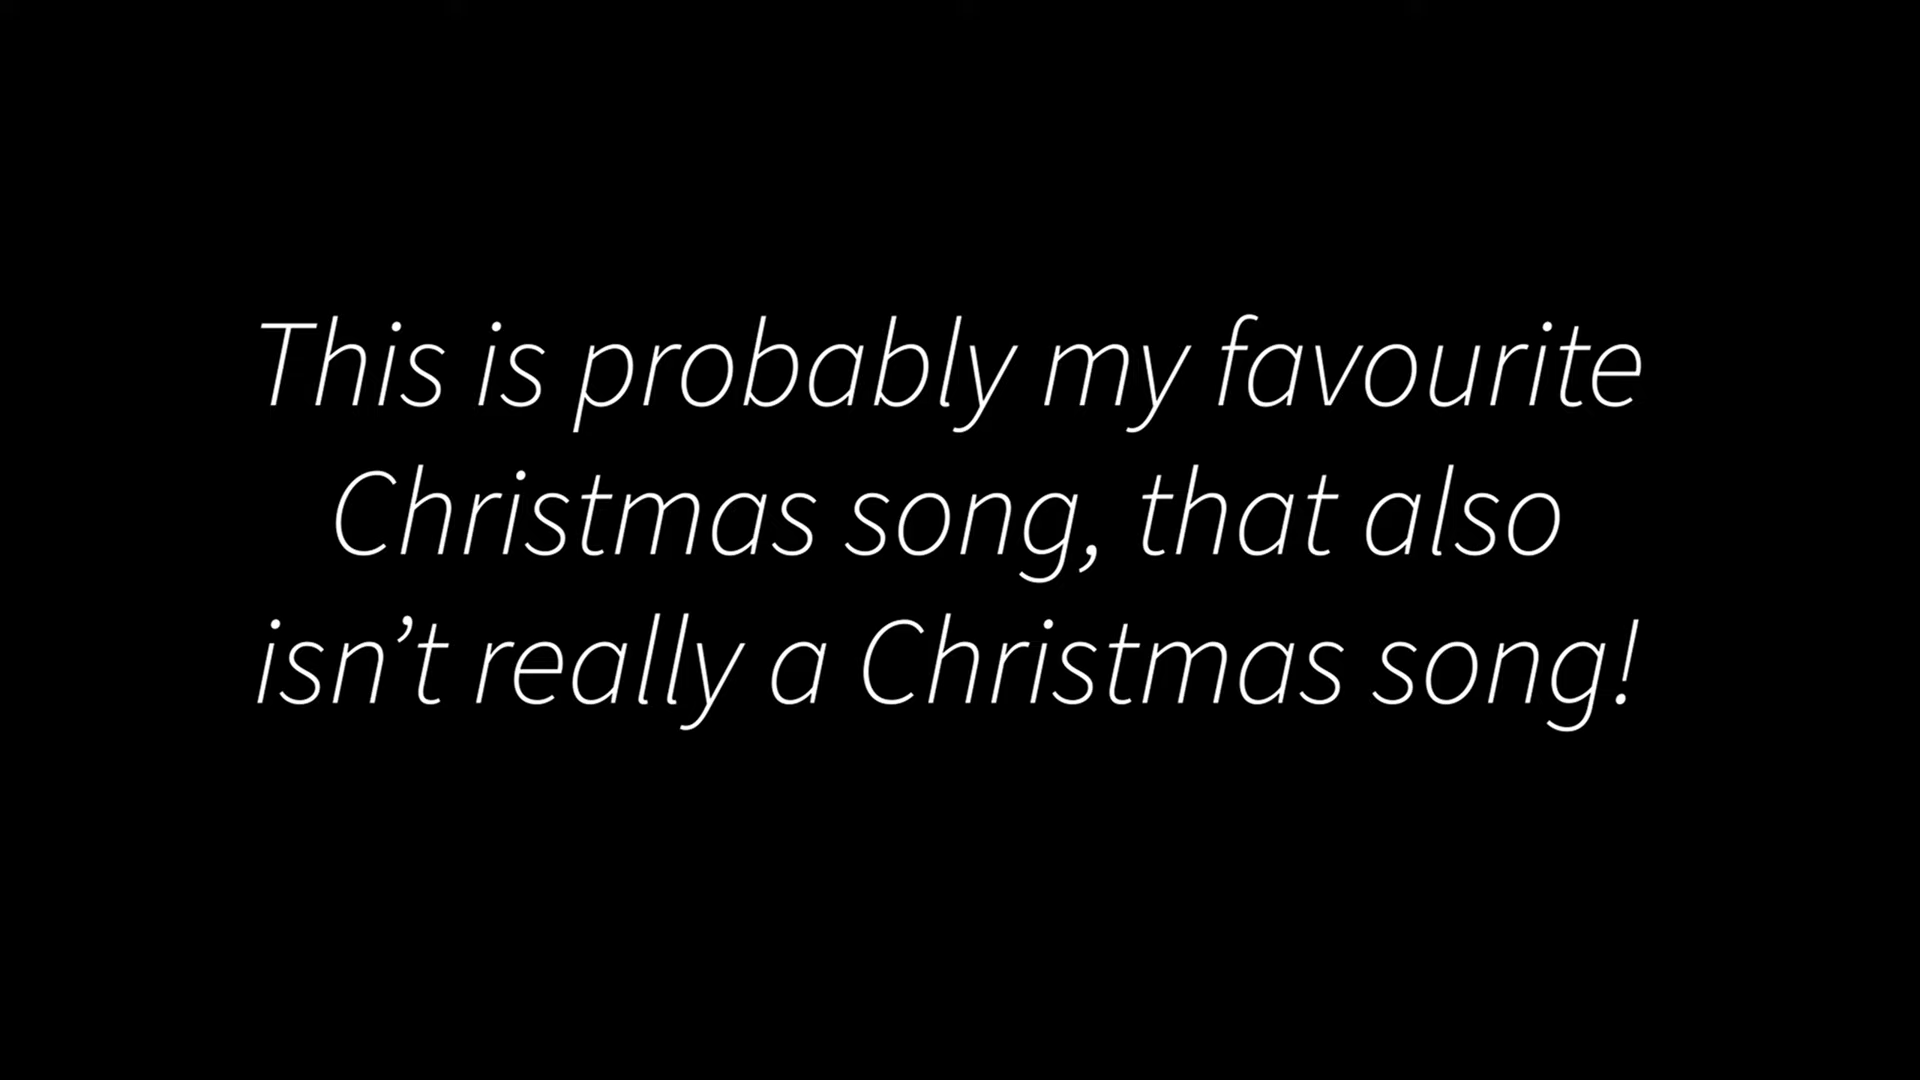 This is probably my favourite
Christmas song, that also
isn’t really a Christmas song!